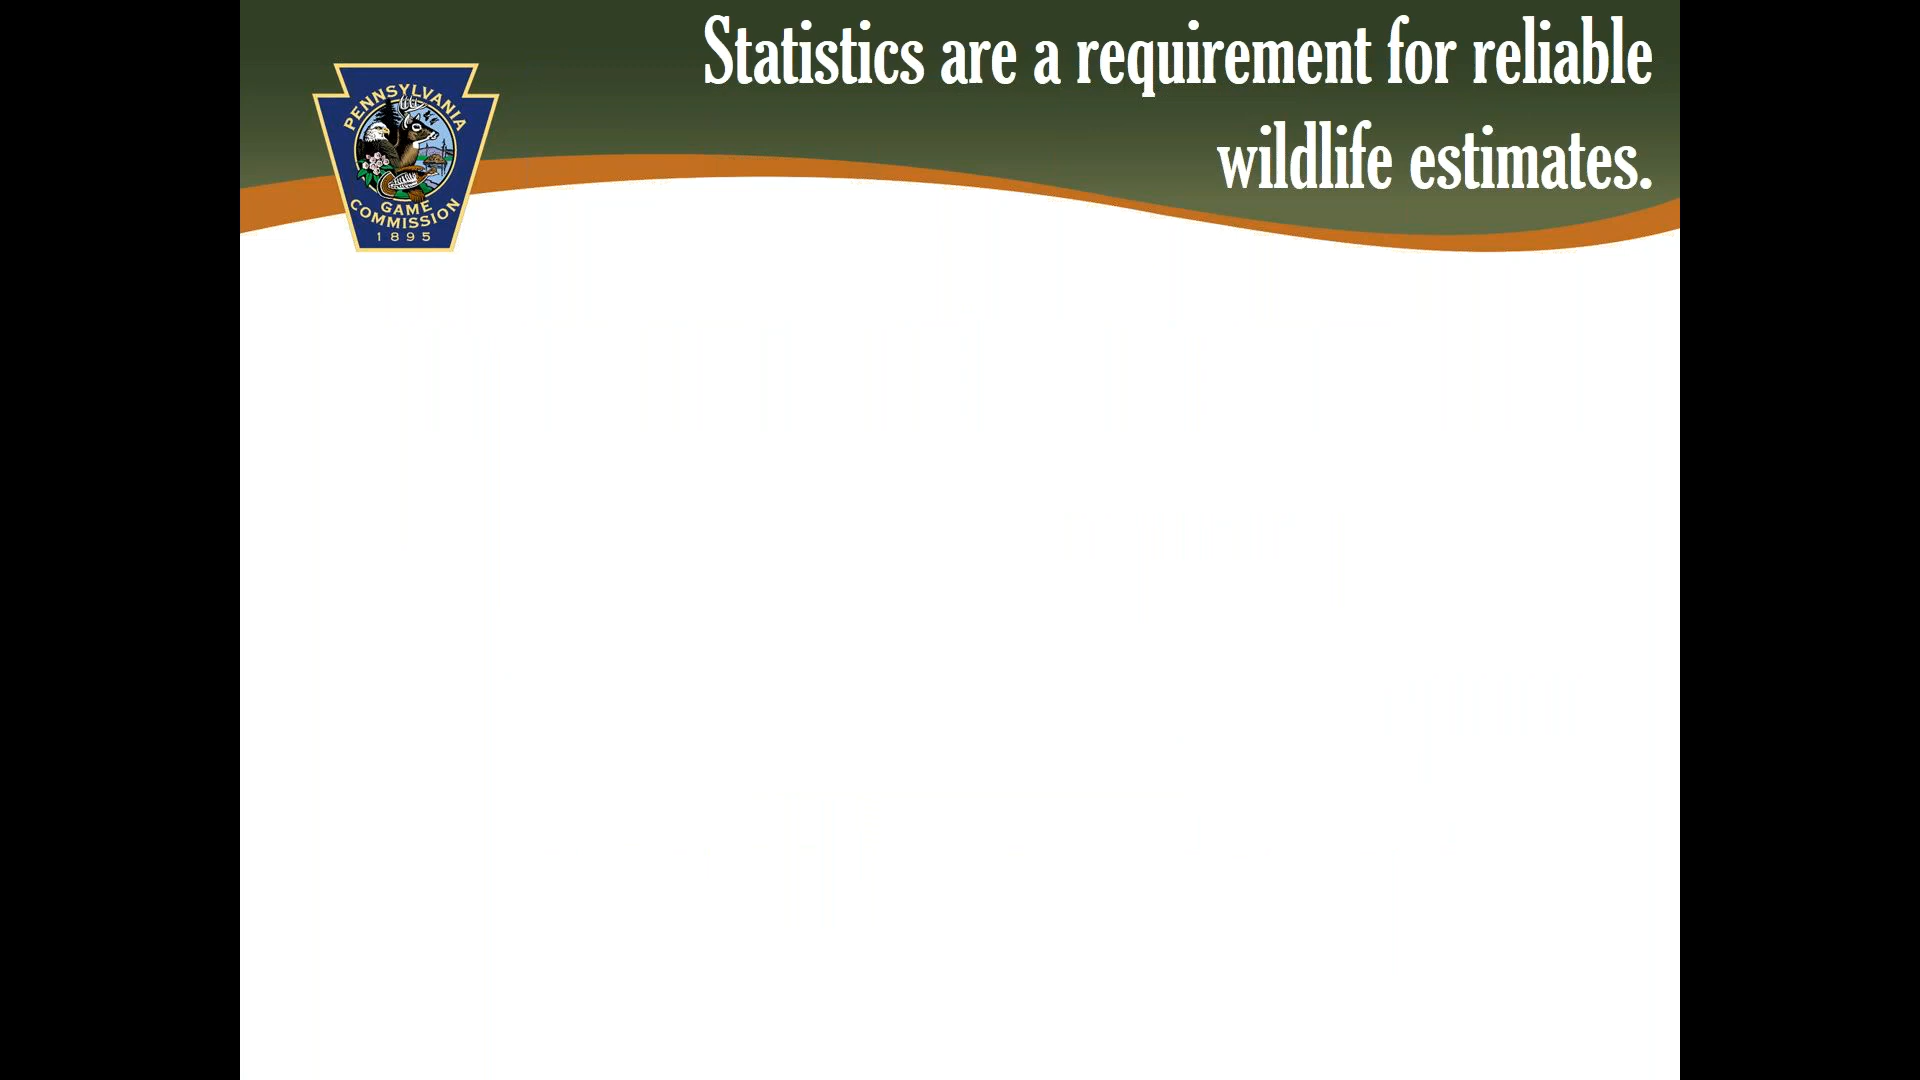 Statistics are a requirement for reliable
wildlife estimates.
PENNSYLVANIA
GAME
COMMISSION
1895